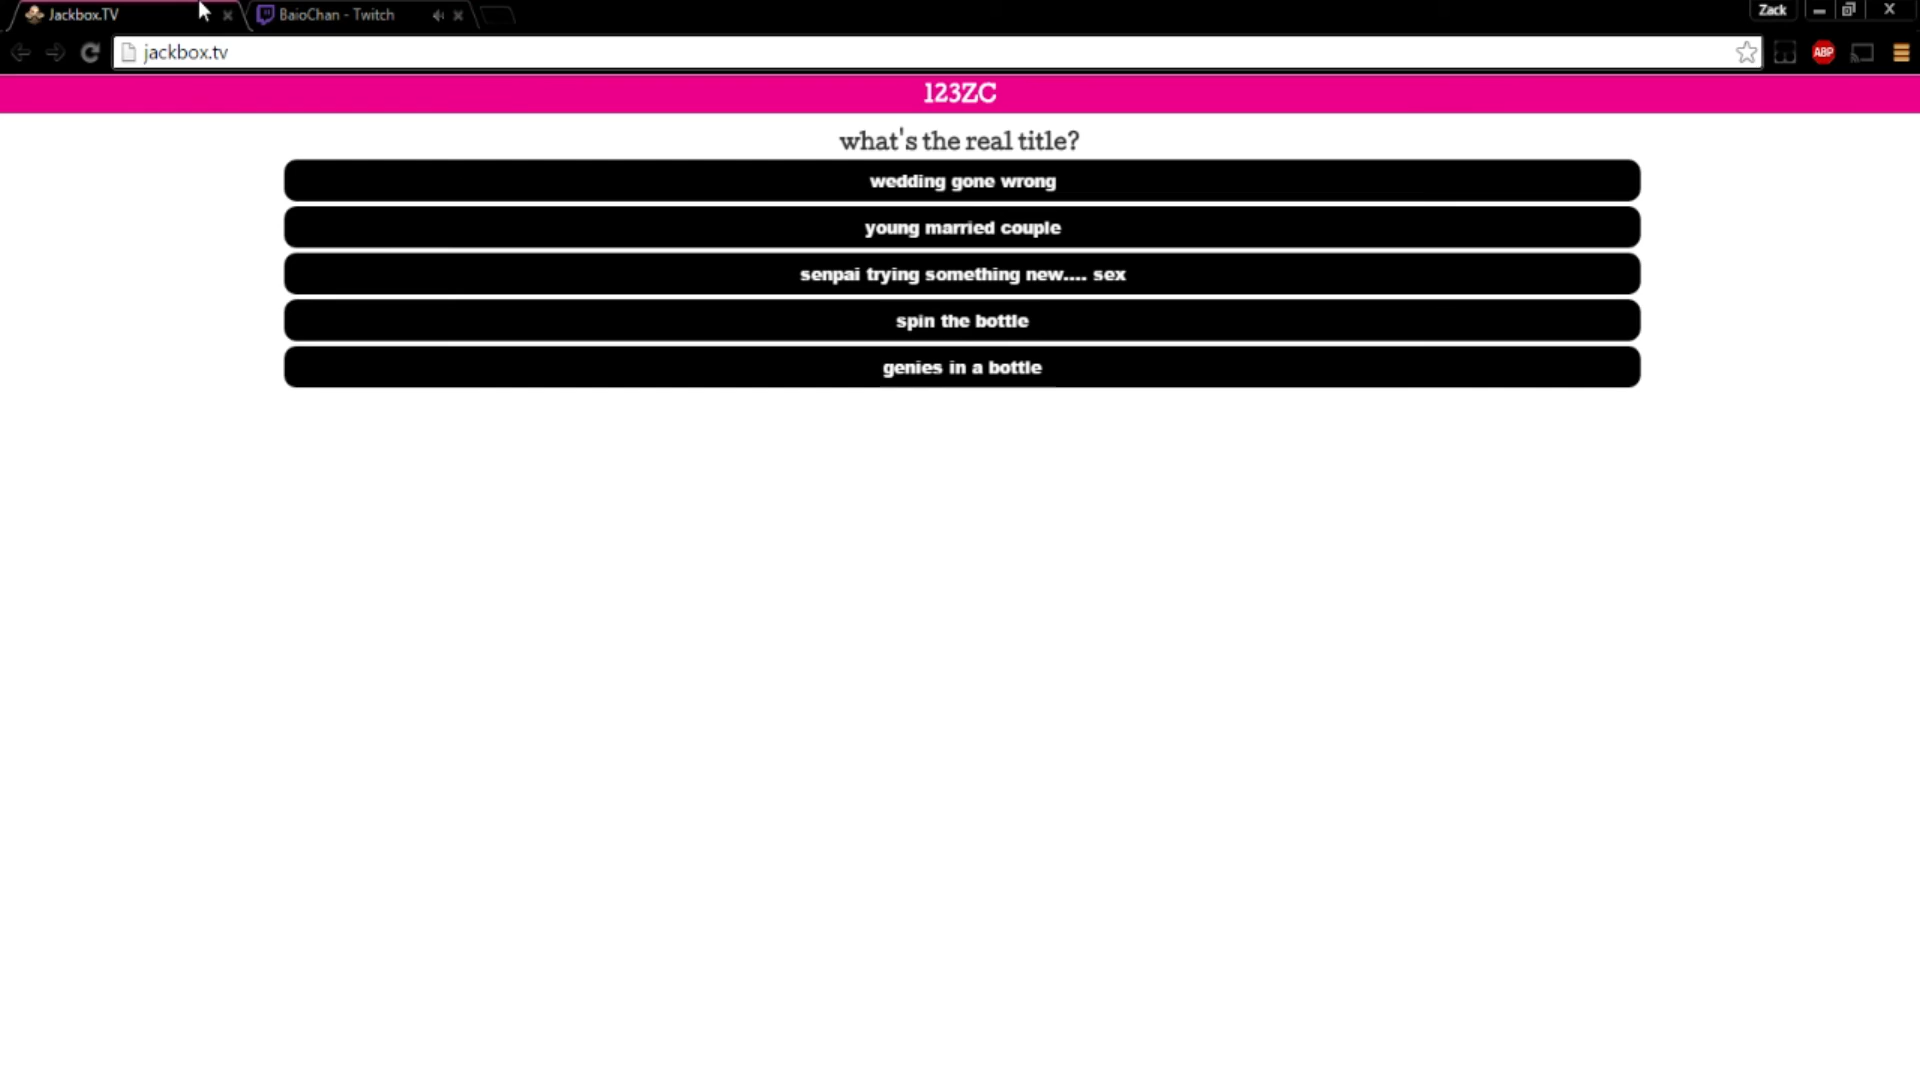 Jackbox.TV
BaioChan - Twitch
Zack
jackbox.tv
ABP
123ZC
what's the real title?
wedding gone wrong
young married couple
senpai trying something new.... sex
spin the bottle
genies in a bottle